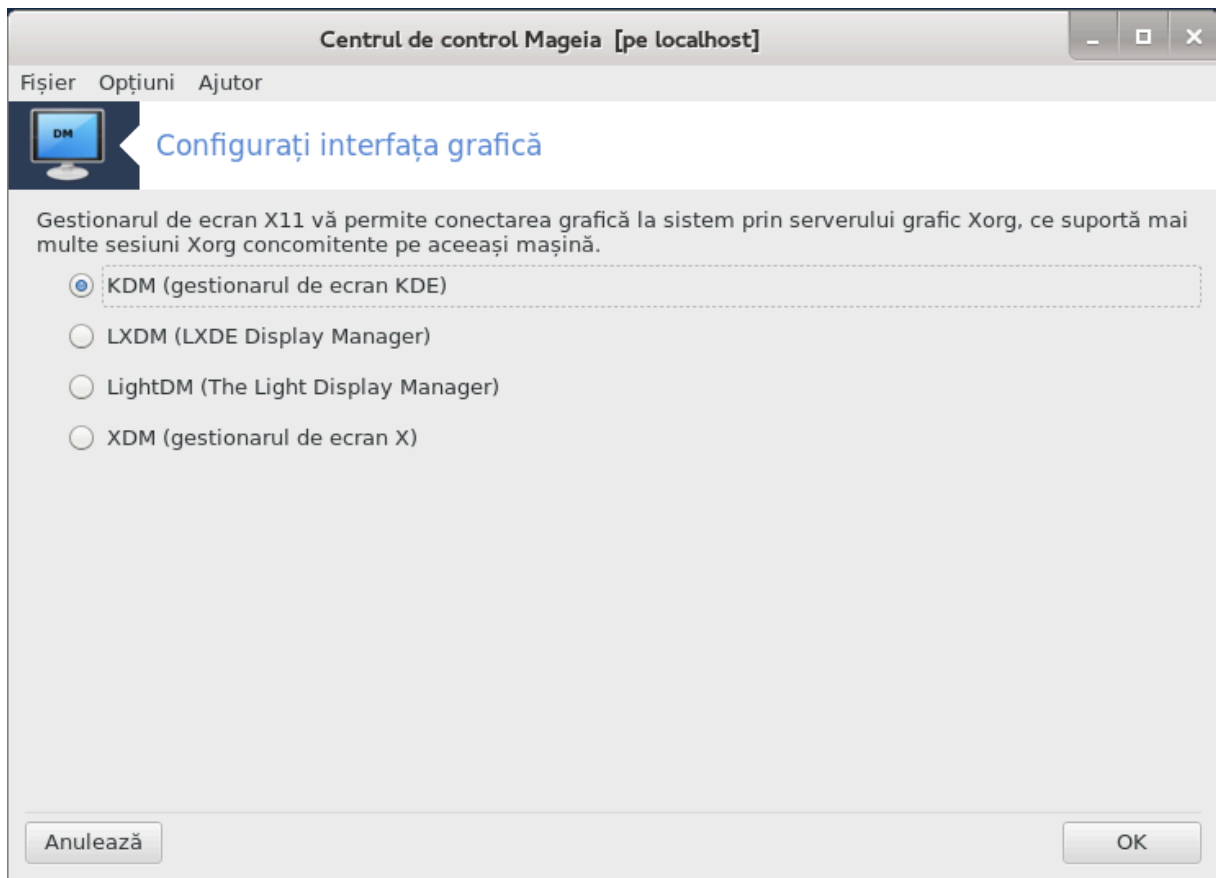 Centrul de control Mageia [pe localhost]
Fișier Opțiuni Ajutor
DM
Configurați interfața grafică
Gestionarul de ecran X11 vă permite conectarea grafică la sistem prin serverului grafic Xorg, ce suportă mai
multe sesiuni Xorg concomitente pe aceeași mașină.
KDM (gestionarul de ecran KDE)
LXDM (LXDE Display Manager)
LightDM (The Light Display Manager)
XDM (gestionarul de ecran X)
Anulează OK